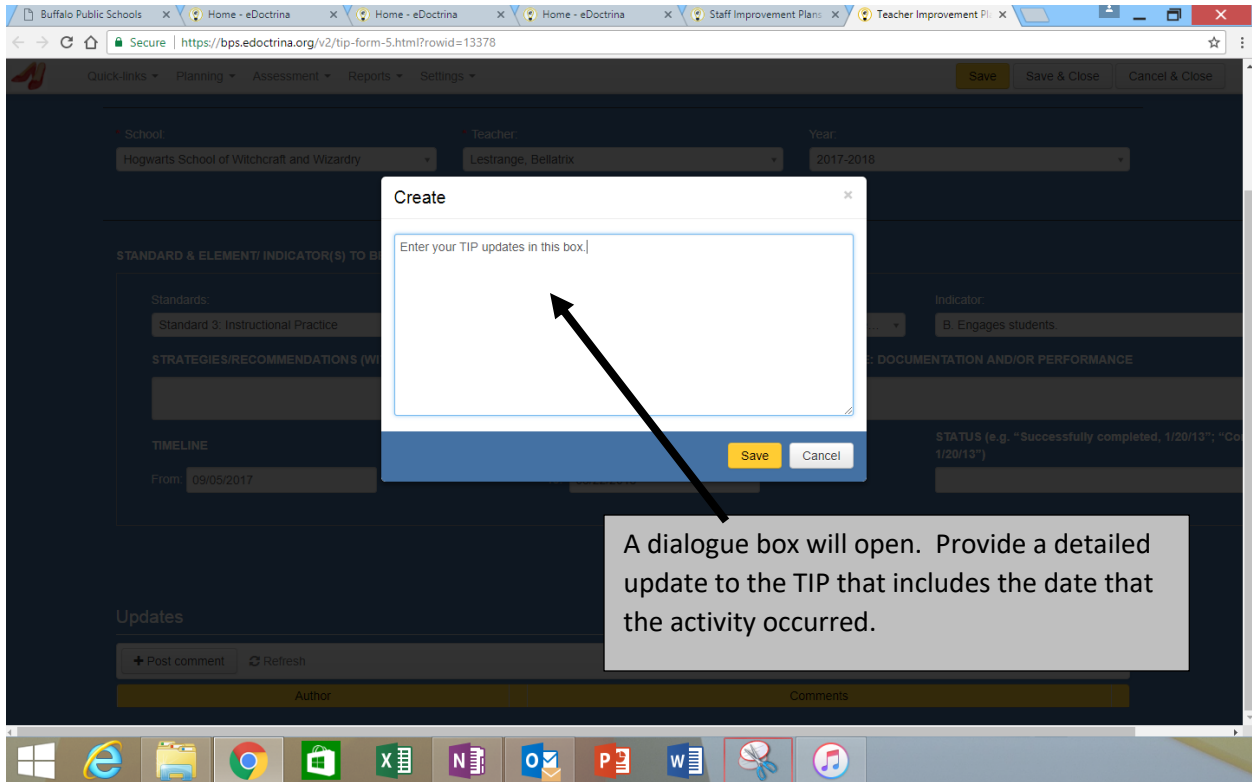 Buffalo Public Schools Home - eDoctrina Home - eDoctrina Home - eDoctrina Staff Improvement Plans Teacher Improvement Pl
Secure | https://bps.edoctrina.org/v2/tip-form-5.html?rowid=13378
Quick-links Planning Assessment Reports Settings Save Save & Close Cancel & Close
* School: * Teacher: Year:
Hogwarts School of Witchcraft and Wizardry Lestrange, Bellatrix 2017-2018
Create
Enter your TIP updates in this box.
STANDARD & ELEMENT/ INDICATOR(S) TO B
Standards: Indicator:
Standard 3: Instructional Practice ... B. Engages students.
STRATEGIES/RECOMMENDATIONS (WI E: DOCUMENTATION AND/OR PERFORMANCE
TIMELINE STATUS (e.g. "Successfully completed, 1/20/13"; "Co
1/20/13")
Save Cancel
From: 09/05/2017
A dialogue box will open. Provide a detailed
update to the TIP that includes the date that
the activity occurred.
Updates
+ Post comment Refresh
Author Comments